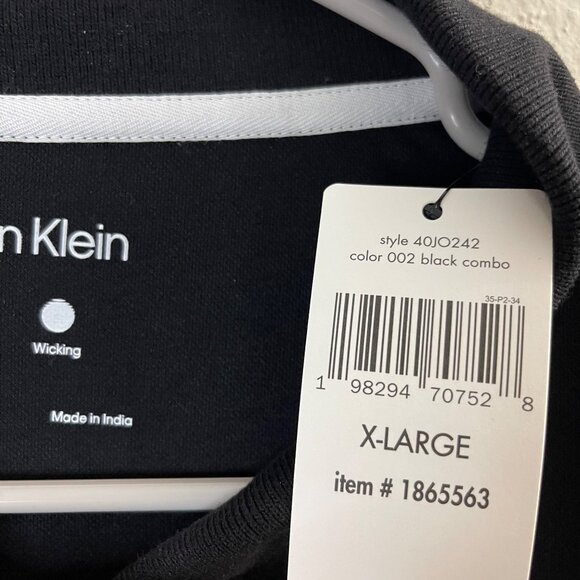 n Klein
Wicking
Made in India
style 40JO242
color 002 black combo
35-P2-34
1 98294 70752 8
X-LARGE
item # 1865563